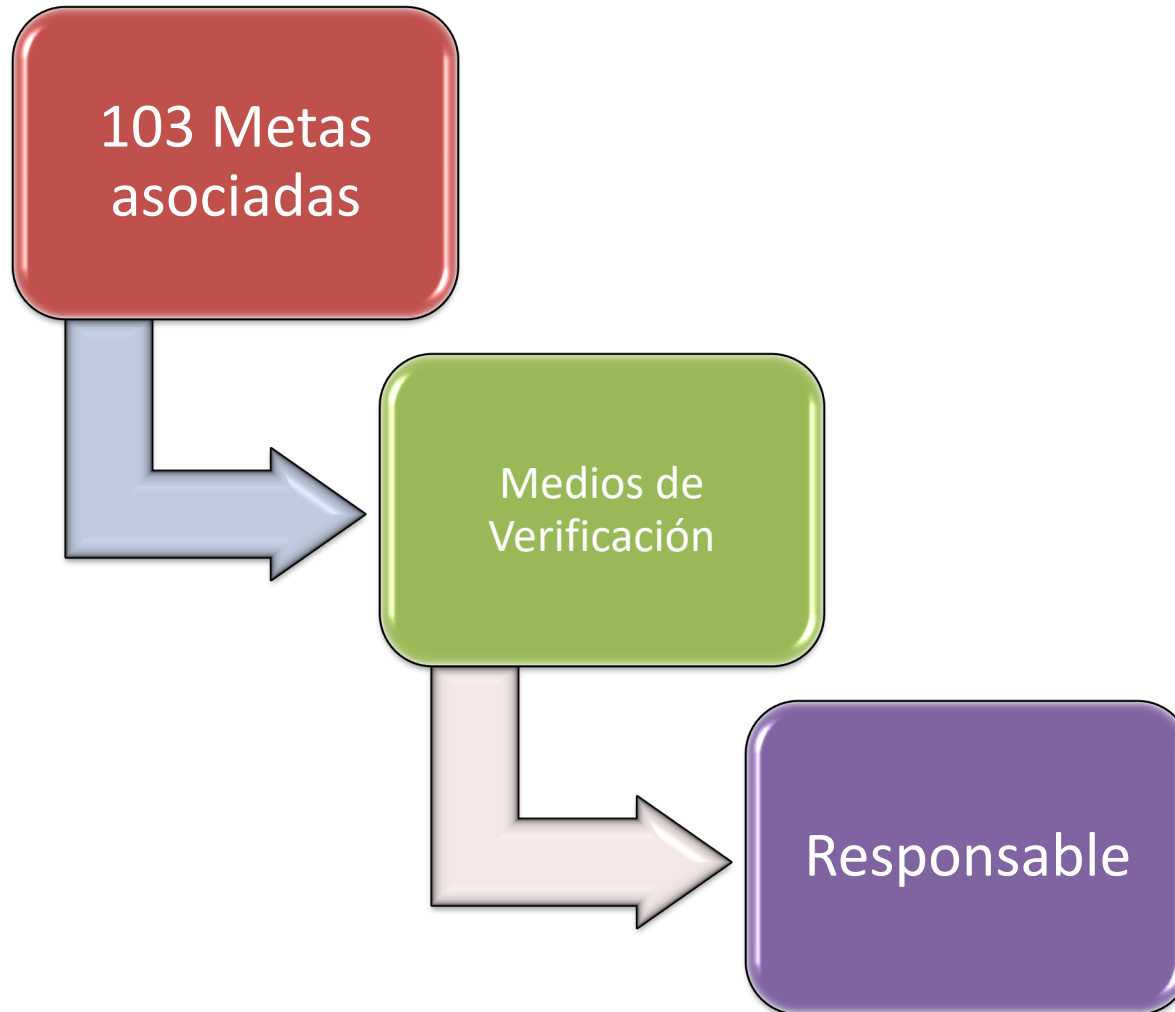 103 Metas
asociadas
Medios de
Verificación
Responsable